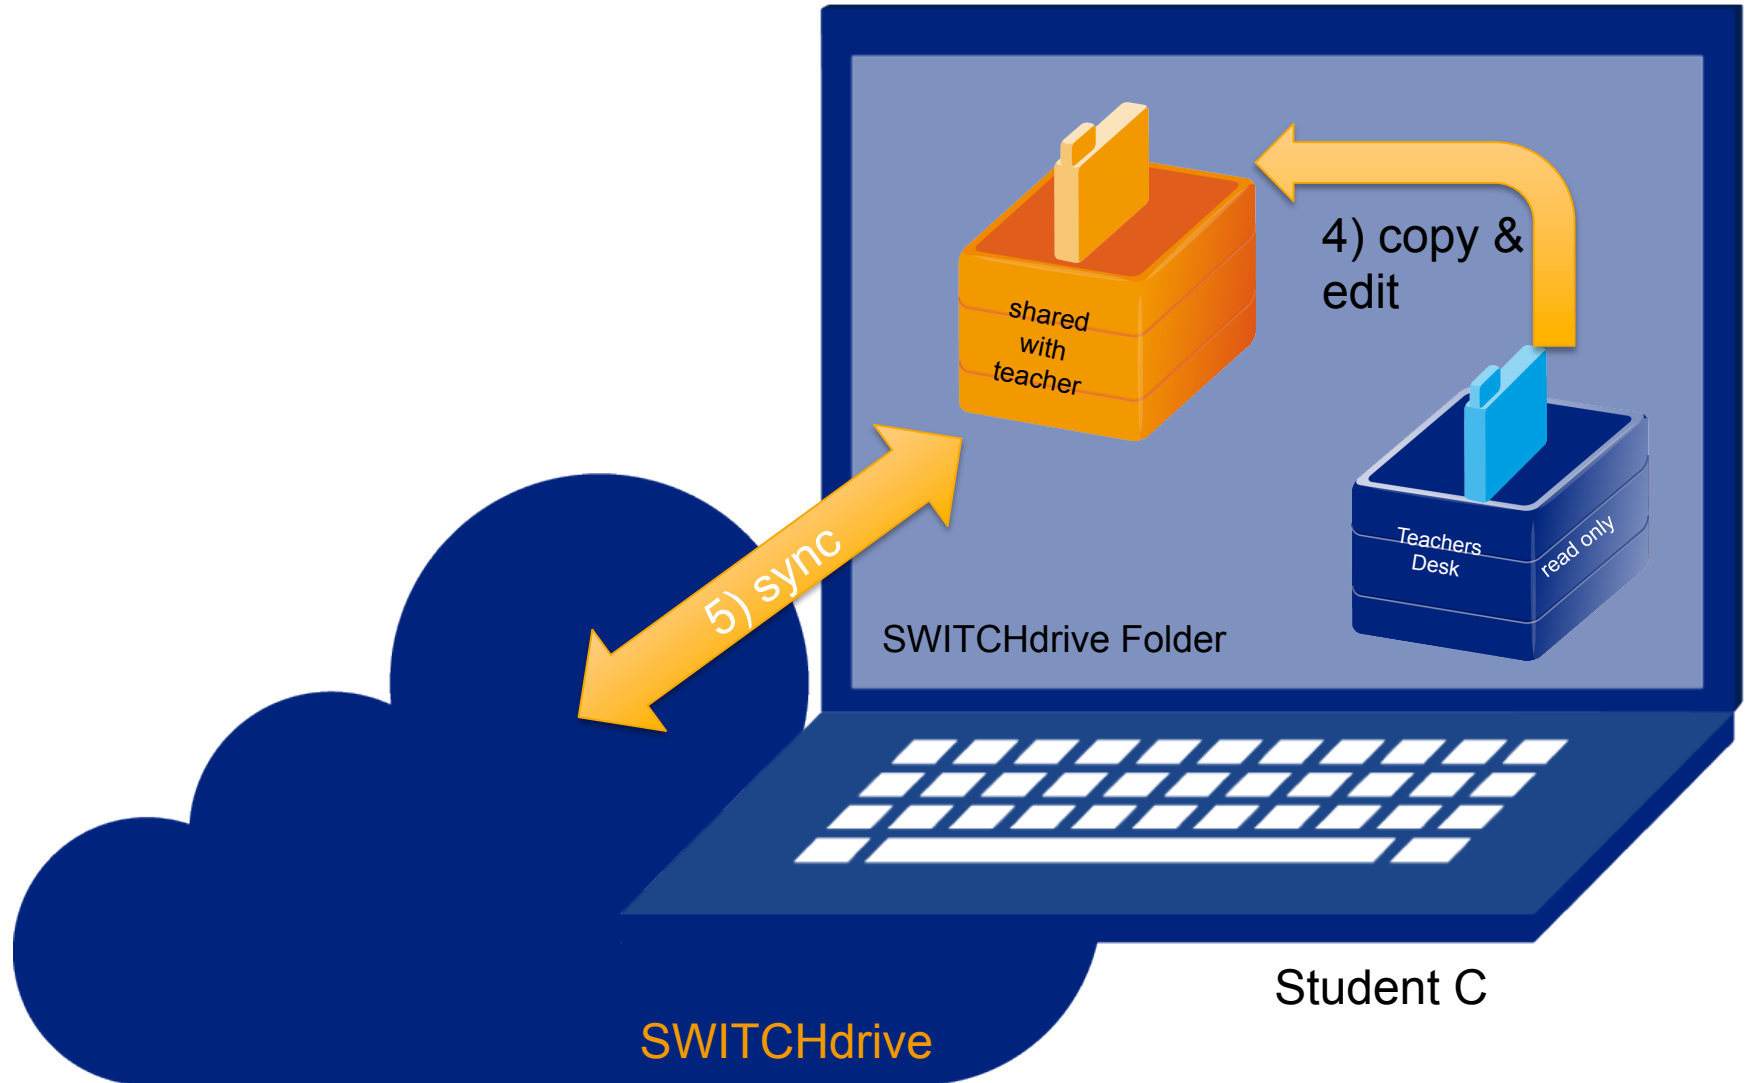 4) copy &
edit
shared
with
teacher
Teachers
Desk
read only
5) sync
SWITCHdrive Folder
Student C
SWITCHdrive